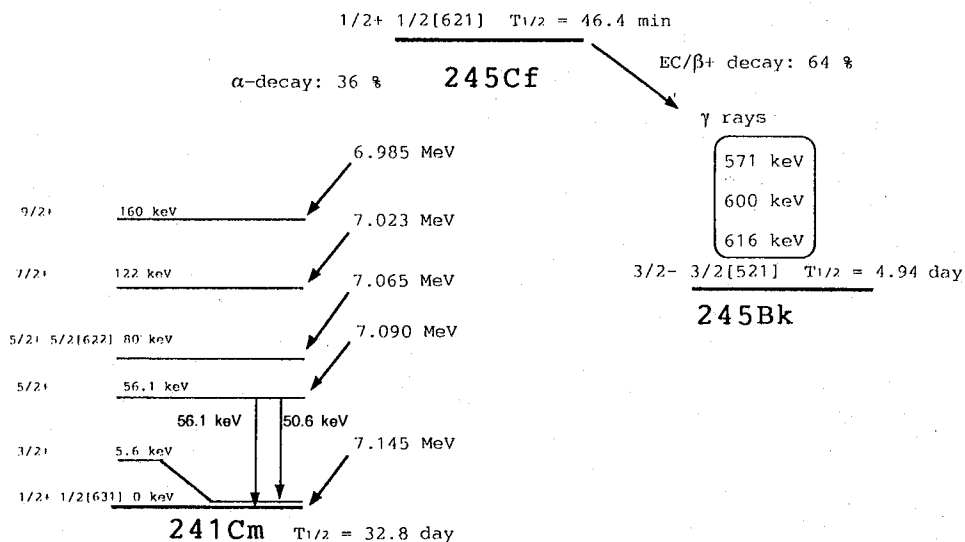 1/2+ 1/2[621] T1/2 = 46.4 min
EC/β+ decay: 64 %
α-decay: 36 %
245Cf
γ rays
571 keV
600 keV
616 keV
3/2- 3/2[521] T1/2 = 4.94 day
245Bk
6.985 MeV
9/2+ 160 keV
7.023 MeV
7/2+ 122 keV
7.065 MeV
5/2+ 5/2[622] 80 keV
7.090 MeV
5/2+ 56.1 keV
56.1 keV 50.6 keV
7.145 MeV
3/2+ 5.6 keV
1/2+ 1/2[631] 0 keV
241Cm T1/2 = 32.8 day